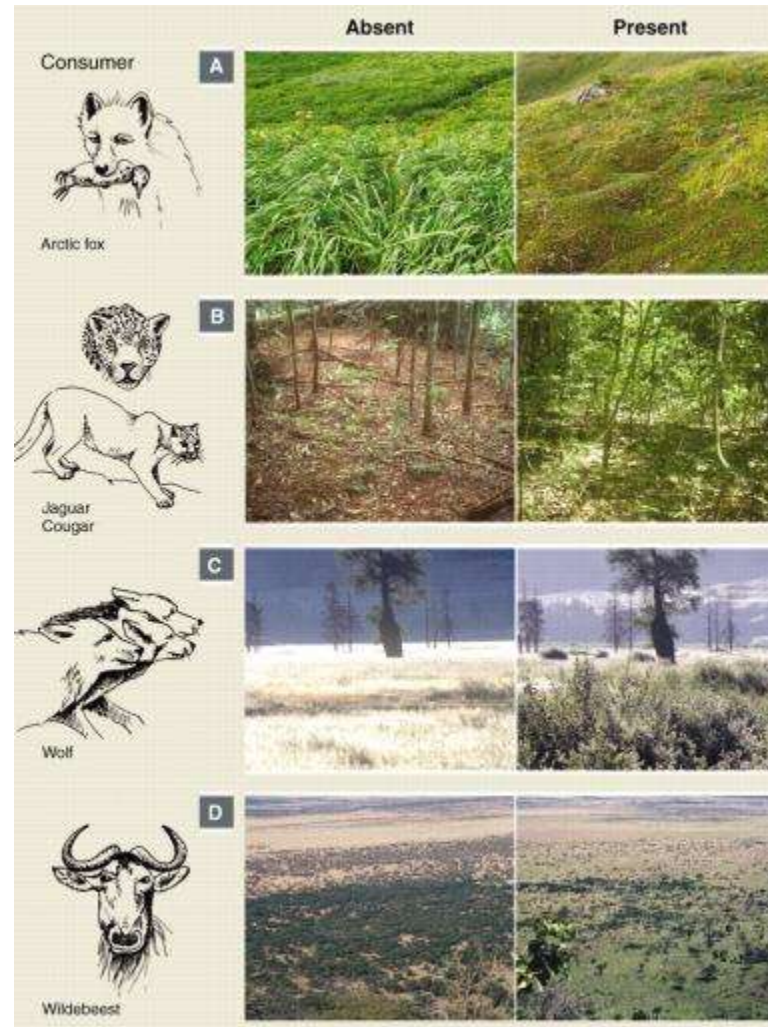 Absent
Present
Consumer
A
Arctic fox
B
Jaguar
Cougar
C
Wolf
D
Wildebeest